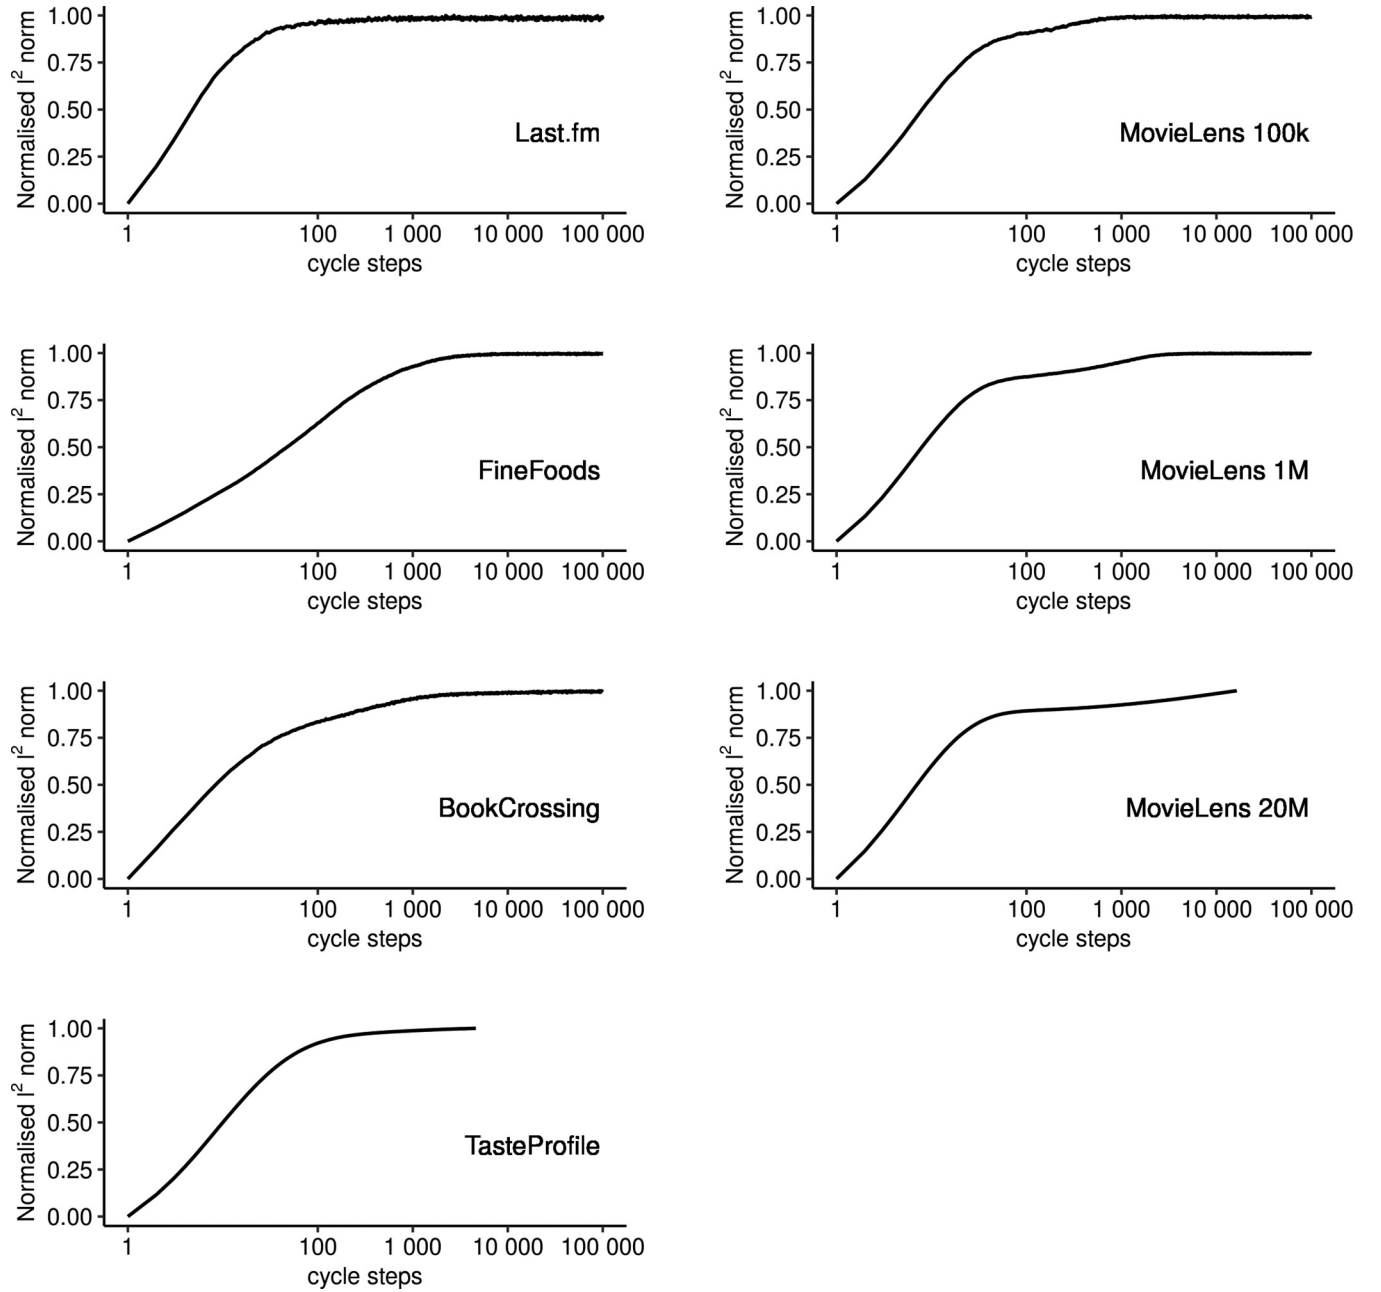 Normalised l² norm
1.00
0.75
0.50
0.25
0.00
Last.fm
1 100 1 000 10 000 100 000
cycle steps
Normalised l² norm
1.00
0.75
0.50
0.25
0.00
MovieLens 100k
1 100 1 000 10 000 100 000
cycle steps
Normalised l² norm
1.00
0.75
0.50
0.25
0.00
FineFoods
1 100 1 000 10 000 100 000
cycle steps
Normalised l² norm
1.00
0.75
0.50
0.25
0.00
MovieLens 1M
1 100 1 000 10 000 100 000
cycle steps
Normalised l² norm
1.00
0.75
0.50
0.25
0.00
BookCrossing
1 100 1 000 10 000 100 000
cycle steps
Normalised l² norm
1.00
0.75
0.50
0.25
0.00
MovieLens 20M
1 100 1 000 10 000 100 000
cycle steps
Normalised l² norm
1.00
0.75
0.50
0.25
0.00
TasteProfile
1 100 1 000 10 000 100 000
cycle steps